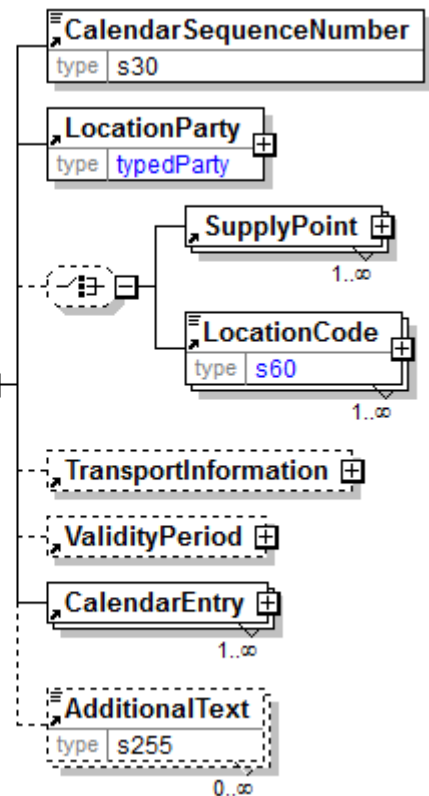 CalendarSequenceNumber
type s30
LocationParty
type typedParty
SupplyPoint
1..∞
LocationCode
type s60
1..∞
TransportInformation
ValidityPeriod
CalendarEntry
1..∞
AdditionalText
type s255
0..∞